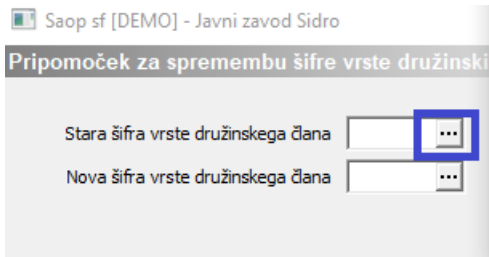 Saop sf [DEMO] - Javni zavod Sidro
Pripomoček za spremembo šifre vrste družinski
Stara šifra vrste družinskega člana ...
Nova šifra vrste družinskega člana ...